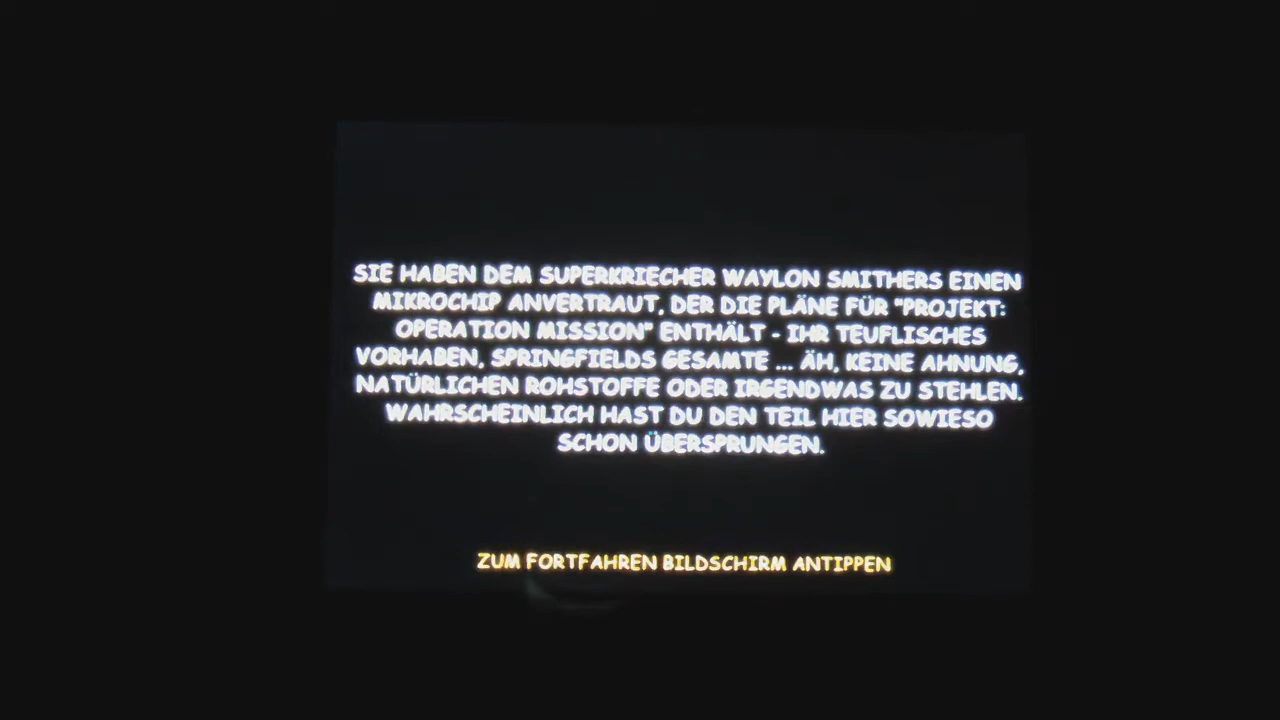 SIE HABEN DEM SUPERKRIECHER WAYLON SMITHERS EINEN
MIKROCHIP ANVERTRAUT, DER DIE PLÄNE FÜR "PROJEKT:
OPERATION MISSION" ENTHÄLT - IHR TEUFLISCHES
VORHABEN, SPRINGFIELDS GESAMTE ... ÄH, KEINE AHNUNG,
NATÜRLICHEN ROHSTOFFE ODER IRGENDWAS ZU STEHLEN.
WAHRSCHEINLICH HAST DU DEN TEIL HIER SOWIESO
SCHON ÜBERSPRUNGEN.
ZUM FORTFAHREN BILDSCHIRM ANTIPPEN